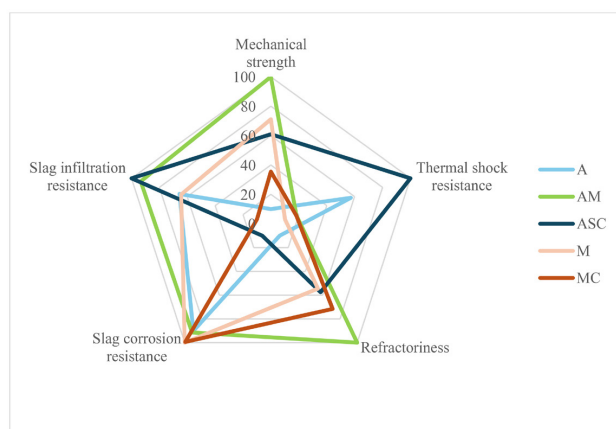 Mechanical
strength
100
80
60
40
20
0
Thermal shock
resistance
Refractoriness
Slag corrosion
resistance
Slag infiltration
resistance
A
AM
ASC
M
MC